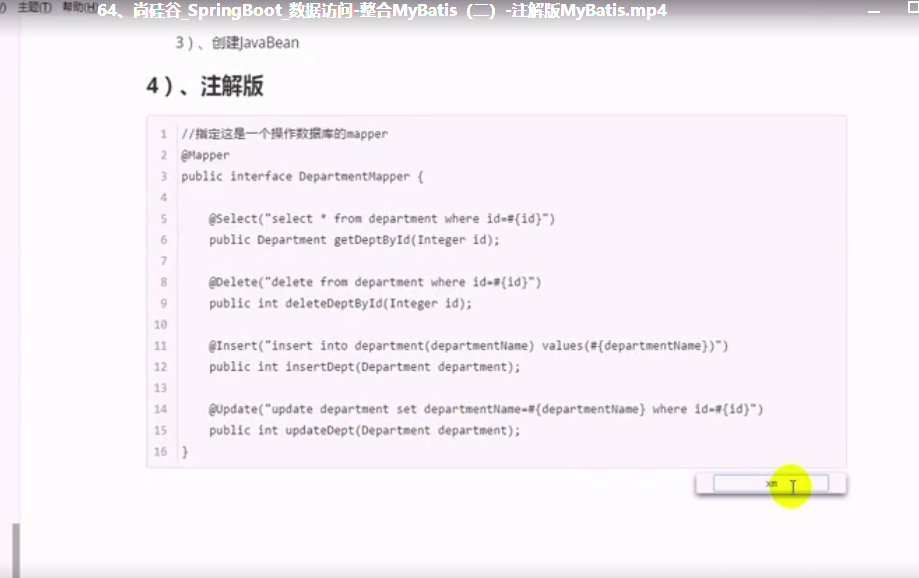 主题(T) 帮助(H)
64、尚硅谷_SpringBoot_数据访问-整合MyBatis（二）-注解版MyBatis.mp4
3）、创建JavaBean
4）、注解版
1 //指定这是一个操作数据库的mapper
2 @Mapper
3 public interface DepartmentMapper {
4
5 @Select("select * from department where id=#{id}")
6 public Department getDeptById(Integer id);
7
8 @Delete("delete from department where id=#{id}")
9 public int deleteDeptById(Integer id);
10
11 @Insert("insert into department(departmentName) values(#{departmentName})")
12 public int insertDept(Department department);
13
14 @Update("update department set departmentName=#{departmentName} where id=#{id}")
15 public int updateDept(Department department);
16 }
xm